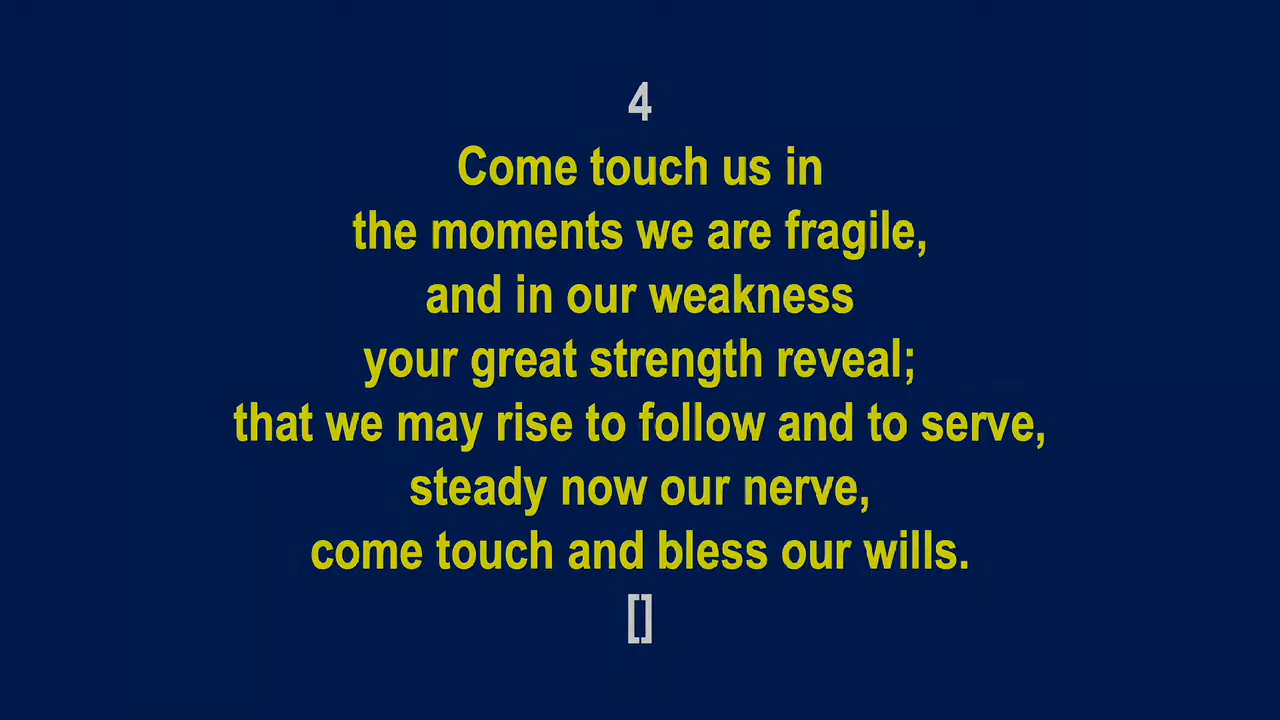 4
Come touch us in
the moments we are fragile,
and in our weakness
your great strength reveal;
that we may rise to follow and to serve,
steady now our nerve,
come touch and bless our wills.
[]